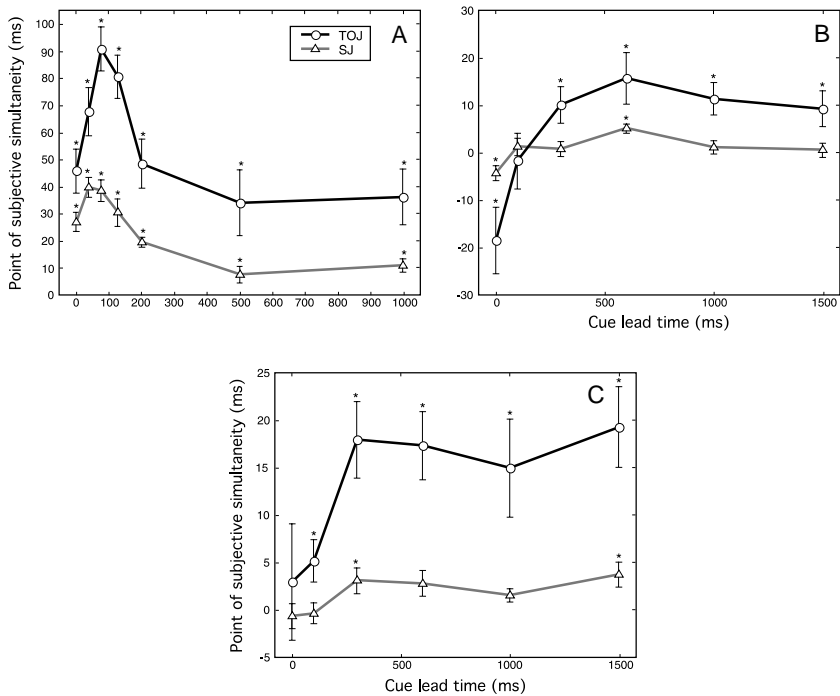 Point of subjective simultaneity (ms)
100
90
80
70
60
50
40
30
20
10
0
0 100 200 300 400 500 600 700 800 900 1000
TOJ
SJ
A
* * * * * * *
* * * * * * *
30
20
10
0
-10
-20
-30
0 500 1000 1500
Cue lead time (ms)
B
* * * * *
* *
Point of subjective simultaneity (ms)
25
20
15
10
5
0
-5
0 500 1000 1500
Cue lead time (ms)
C
* * * * *
* *